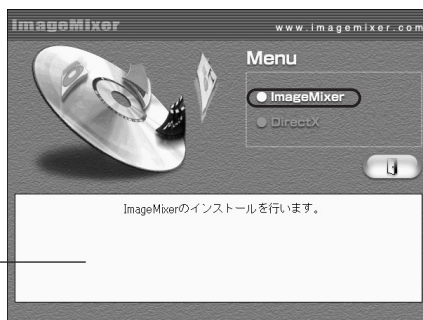 ImageMixer
www.imagemixer.com
Menu
ImageMixer
DirectX
ImageMixerのインストールを行います。